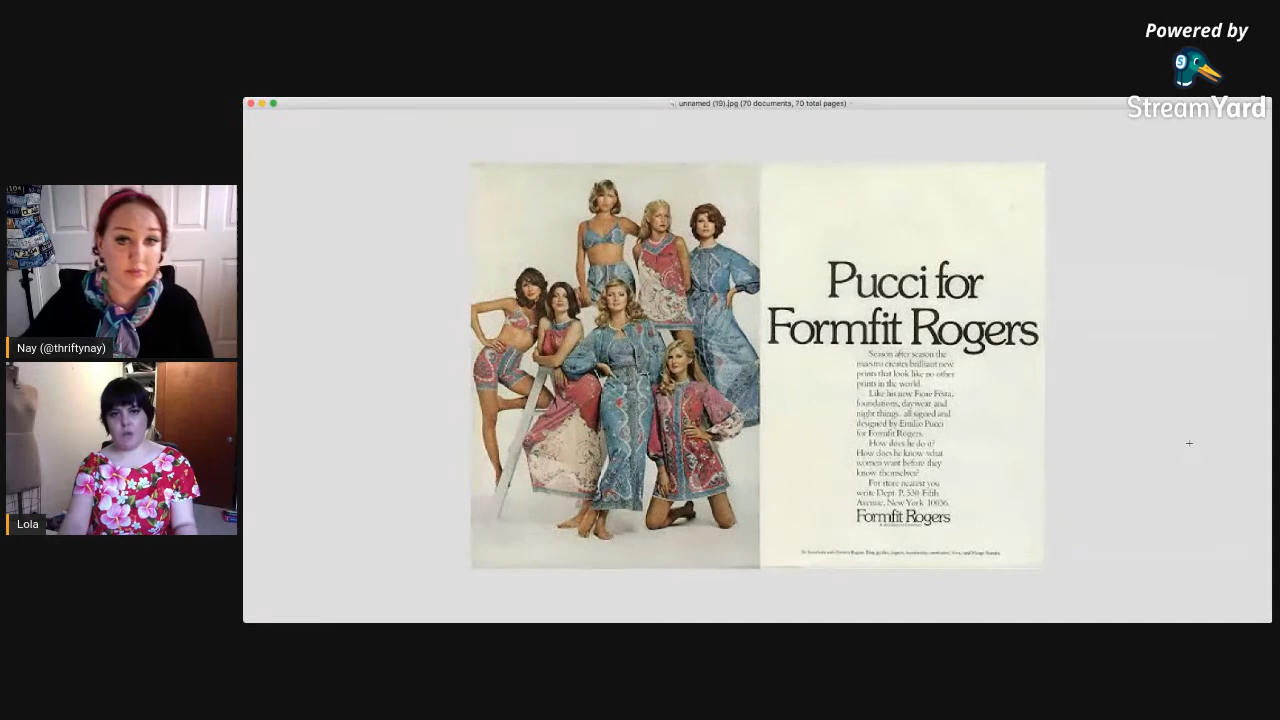 Powered by
StreamYard
unnamed (19).jpg (70 documents, 70 total pages)
Pucci for
Formfit Rogers
Season after season the
maestro creates brilliant new
prints that look like no other
prints in the world.
Like his new Fiore Festa,
foundations, daywear and
night things. all signed and
designed by Emilio Pucci
for Formfit Rogers.
How does he do it?
How does he know what
women want before they
know themselves?
For store nearest you
write Dept. P, 530 Fifth
Avenue, New York 10036.
Formfit Rogers
Nay (@thriftynay)
Lola